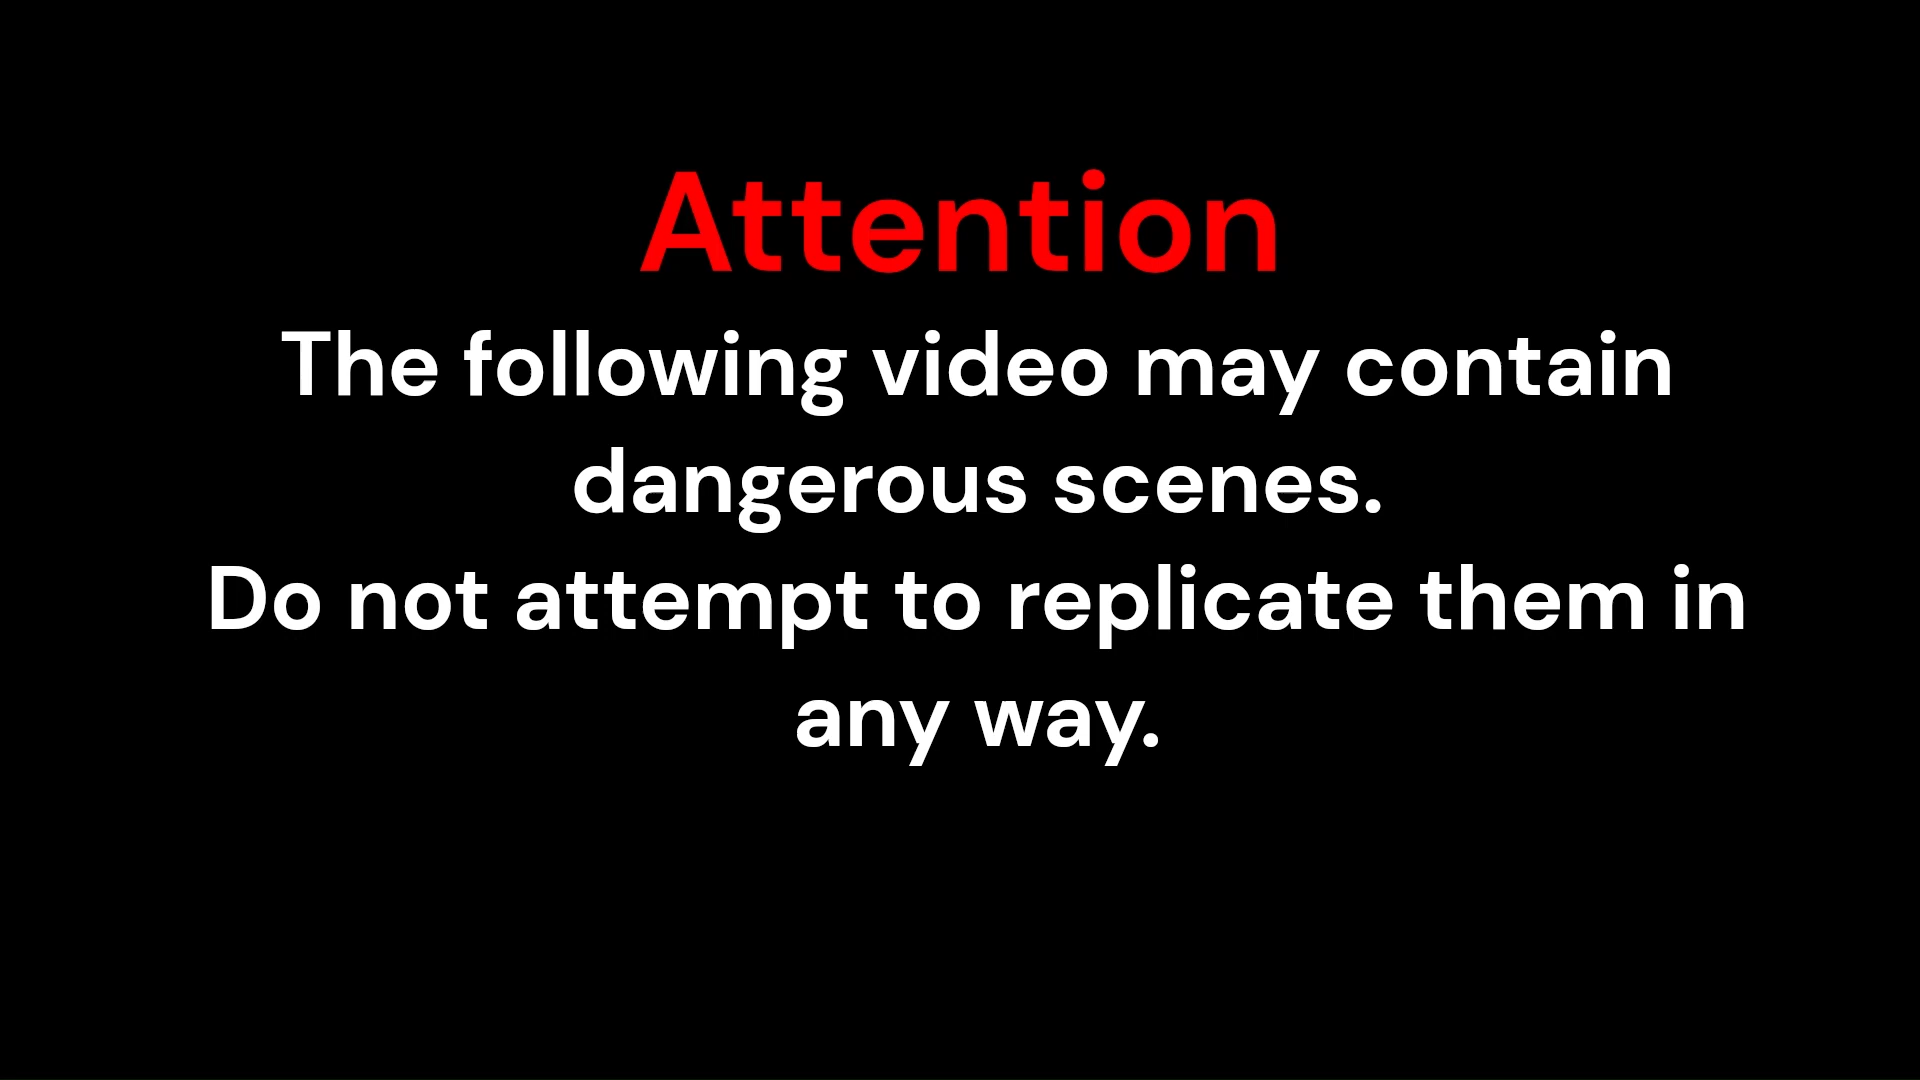 Attention
The following video may contain
dangerous scenes.
Do not attempt to replicate them in
any way.